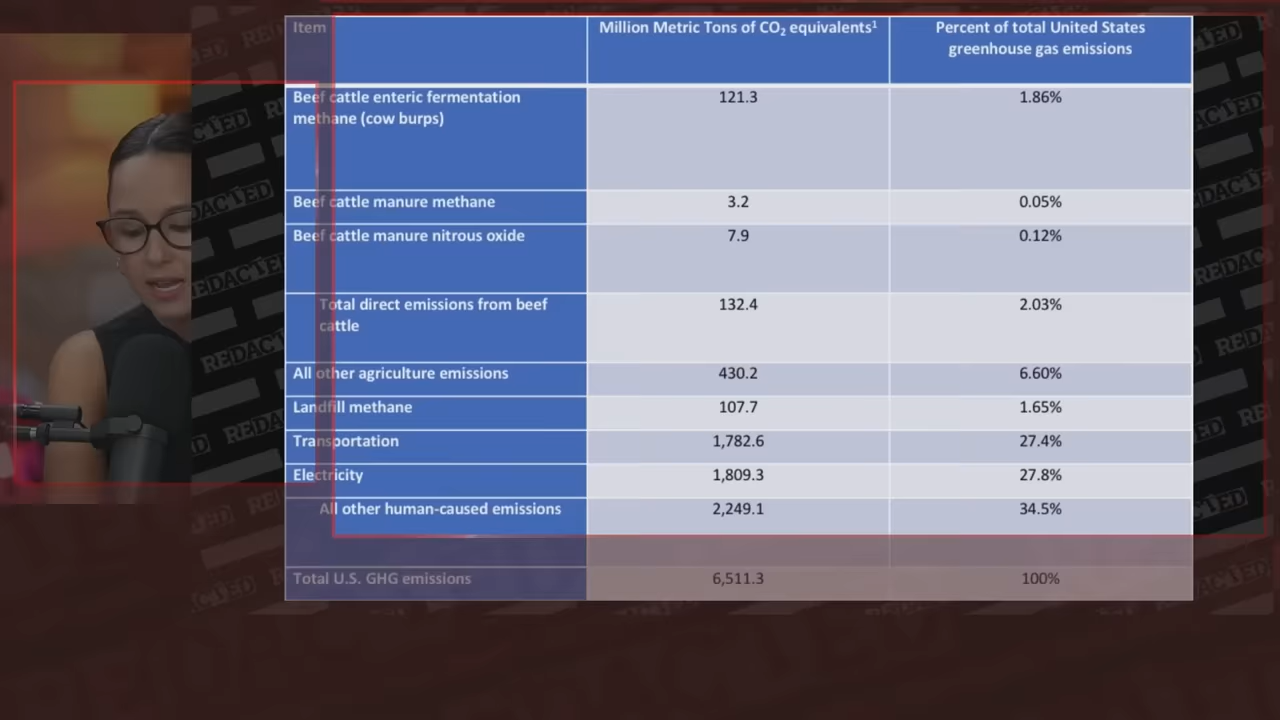 Item
Million Metric Tons of CO₂ equivalents¹
Percent of total United States
greenhouse gas emissions
Beef cattle enteric fermentation
methane (cow burps)
121.3
1.86%
Beef cattle manure methane
3.2
0.05%
Beef cattle manure nitrous oxide
7.9
0.12%
Total direct emissions from beef
cattle
132.4
2.03%
All other agriculture emissions
430.2
6.60%
Landfill methane
107.7
1.65%
Transportation
1,782.6
27.4%
Electricity
1,809.3
27.8%
All other human-caused emissions
2,249.1
34.5%
Total U.S. GHG emissions
6,511.3
100%
REDACTED
REDACTED
REDACTED
REDACTED